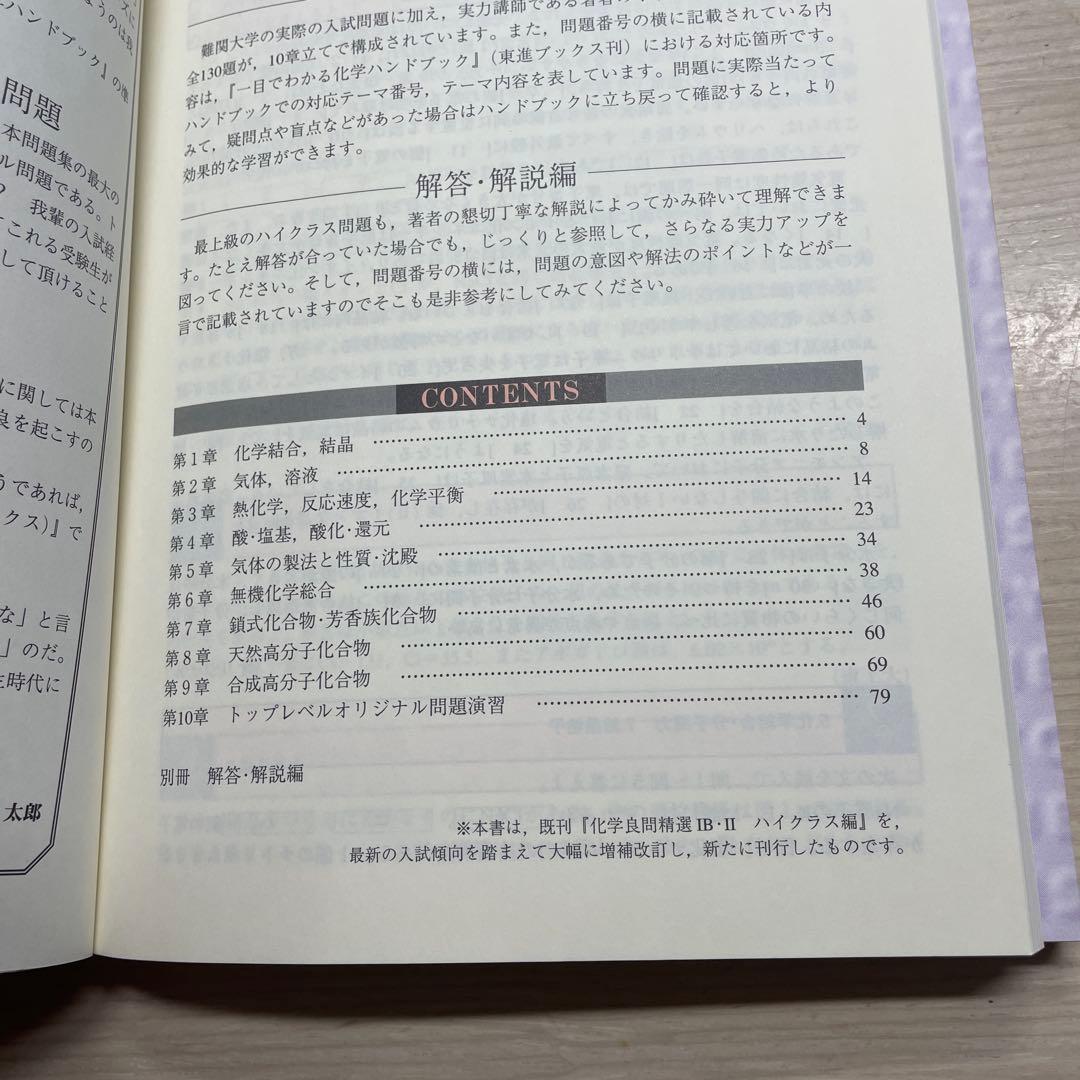 ようのは我,
ハンドブック』の座
問題
本問題集の最大の
ル問題である。ト
?
我輩の入試経
これる受験生が
して頂けること
に関しては本
良を起こすの
うであれば,
クス)』で
な」と言
」のだ。
主時代に
太郎
難関大学の実際の入試問題に加え,実力講師である著者の
全130題が,10章立てで構成されています。また,問題番号の横に記載されている内
容は,『一目でわかる化学ハンドブック』(東進ブックス刊)における対応箇所です。
ハンドブックでの対応テーマ番号,テーマ内容を表しています。問題に実際当たって
みて,疑問点や盲点などがあった場合はハンドブックに立ち戻って確認すると,より
効果的な学習ができます。
解答・解説編
最上級のハイクラス問題も,著者の懇切丁寧な解説によってかみ砕いて理解できま
す。たとえ解答が合っていた場合でも,じっくりと参照して,さらなる実力アップを
図ってください。そして,問題番号の横には,問題の意図や解法のポイントなどが一
言で記載されていますのでそこも是非参考にしてみてください。
CONTENTS
第1章 化学結合,結晶 4
第2章 気体,溶液 8
第3章 熱化学,反応速度,化学平衡 14
第4章 酸・塩基,酸化・還元 23
第5章 気体の製法と性質・沈殿 34
第6章 無機化学総合 38
第7章 鎖式化合物・芳香族化合物 46
第8章 天然高分子化合物 60
第9章 合成高分子化合物 69
第10章 トップレベルオリジナル問題演習 79
別冊 解答・解説編
※本書は,既刊『化学良問精選ⅠB・Ⅱ ハイクラス編』を,
最新の入試傾向を踏まえて大幅に増補改訂し,新たに刊行したものです。